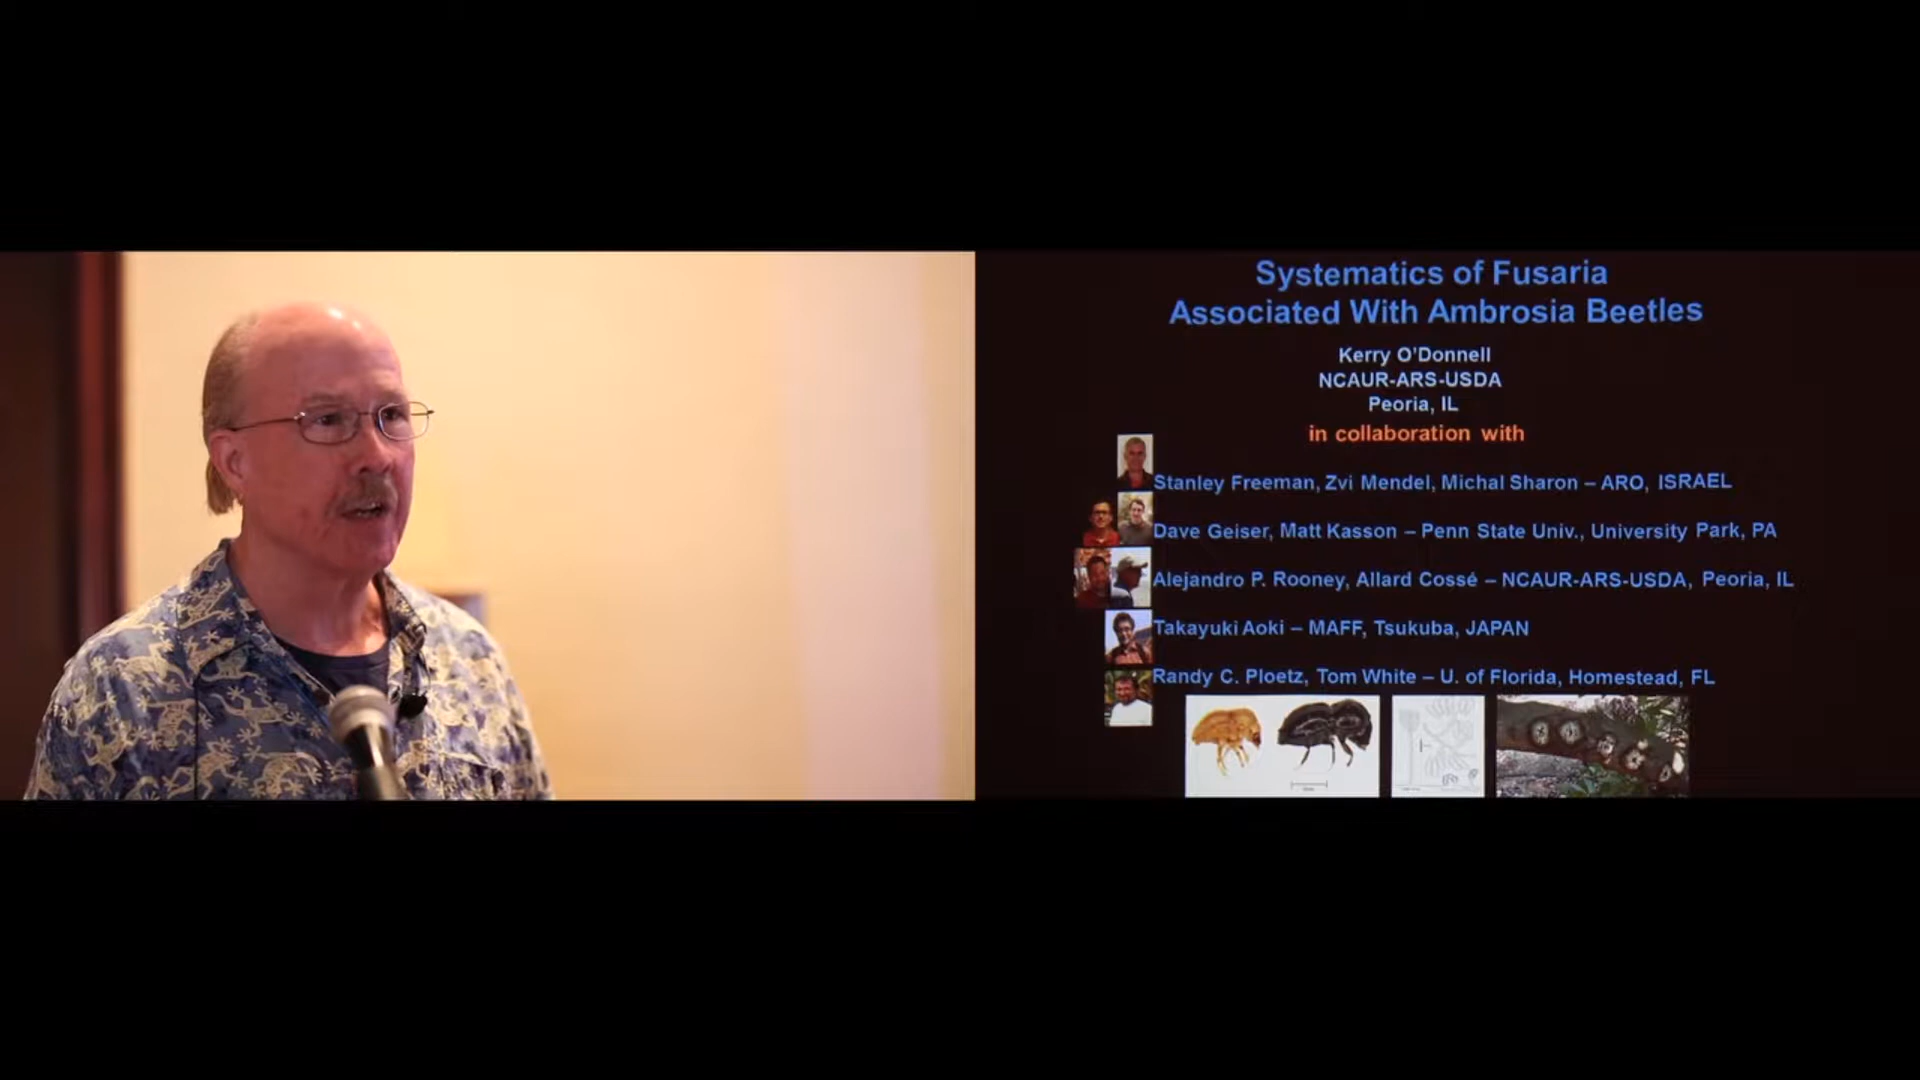 Systematics of Fusaria
Associated With Ambrosia Beetles
Kerry O'Donnell
NCAUR-ARS-USDA
Peoria, IL
in collaboration with
Stanley Freeman, Zvi Mendel, Michal Sharon – ARO, ISRAEL
Dave Geiser, Matt Kasson – Penn State Univ., University Park, PA
Alejandro P. Rooney, Allard Cossé – NCAUR-ARS-USDA, Peoria, IL
Takayuki Aoki – MAFF, Tsukuba, JAPAN
Randy C. Ploetz, Tom White – U. of Florida, Homestead, FL